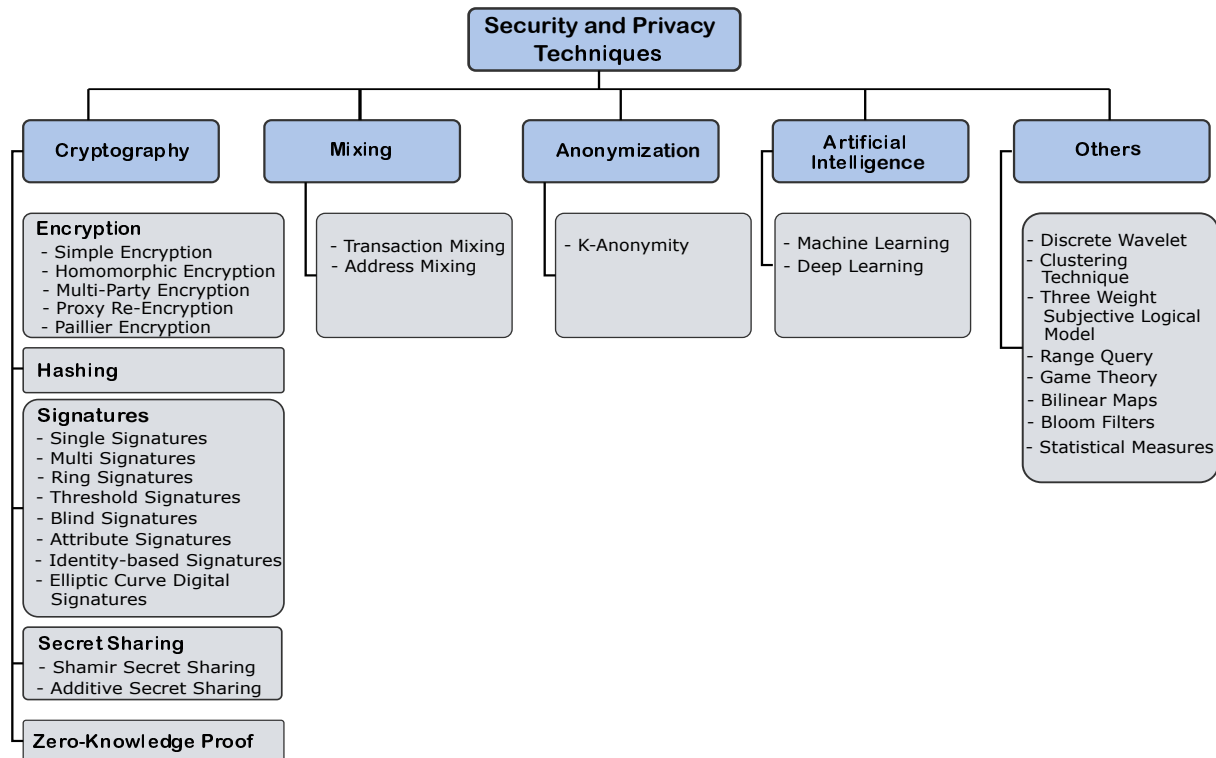 Security and Privacy
Techniques
Cryptography
Mixing
Anonymization
Artificial
Intelligence
Others
Encryption
- Simple Encryption
- Homomorphic Encryption
- Multi-Party Encryption
- Proxy Re-Encryption
- Paillier Encryption
Hashing
Signatures
- Single Signatures
- Multi Signatures
- Ring Signatures
- Threshold Signatures
- Blind Signatures
- Attribute Signatures
- Identity-based Signatures
- Elliptic Curve Digital
Signatures
Secret Sharing
- Shamir Secret Sharing
- Additive Secret Sharing
Zero-Knowledge Proof
- Transaction Mixing
- Address Mixing
- K-Anonymity
- Machine Learning
- Deep Learning
- Discrete Wavelet
- Clustering
Technique
- Three Weight
Subjective Logical
Model
- Range Query
- Game Theory
- Bilinear Maps
- Bloom Filters
- Statistical Measures